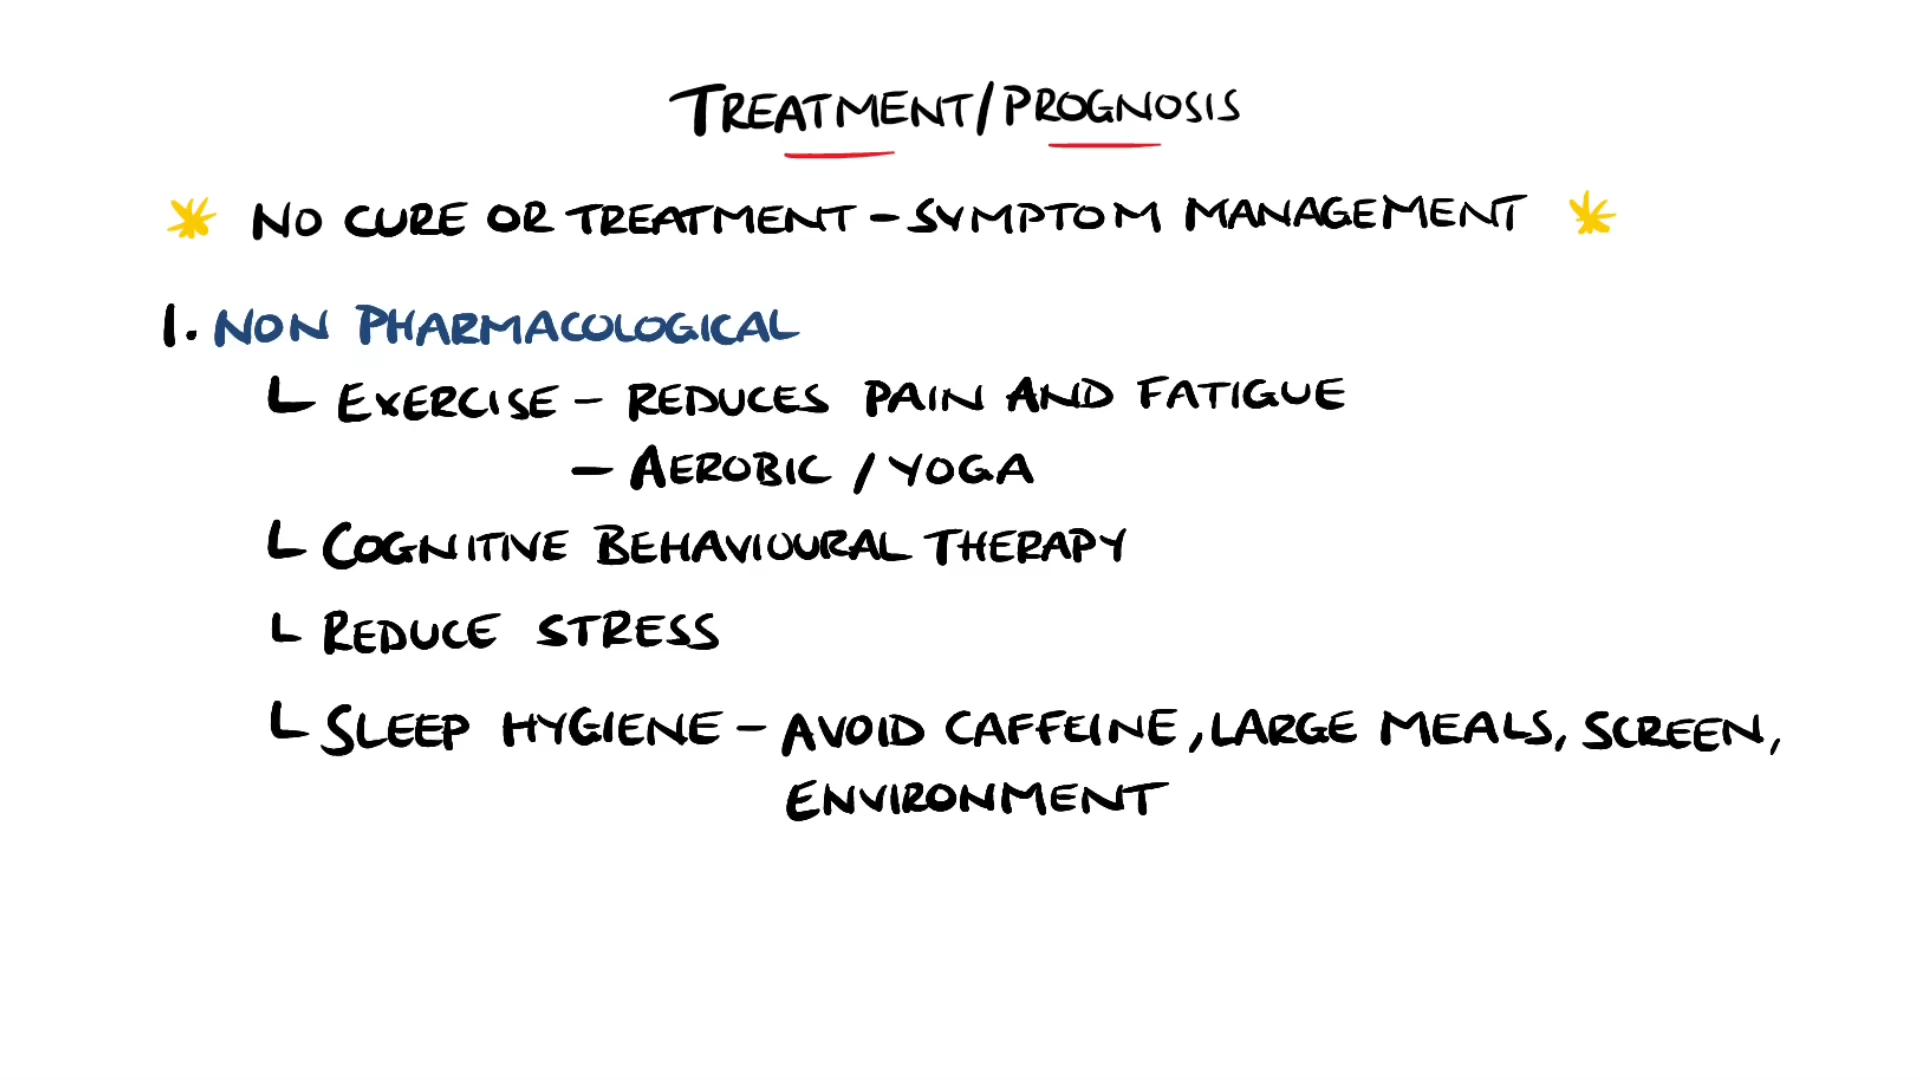 TREATMENT/PROGNOSIS
NO CURE OR TREATMENT - SYMPTOM MANAGEMENT
1. NON PHARMACOLOGICAL
EXERCISE - REDUCES PAIN AND FATIGUE
- AEROBIC / YOGA
COGNITIVE BEHAVIOURAL THERAPY
REDUCE STRESS
SLEEP HYGIENE - AVOID CAFFEINE, LARGE MEALS, SCREEN,
ENVIRONMENT